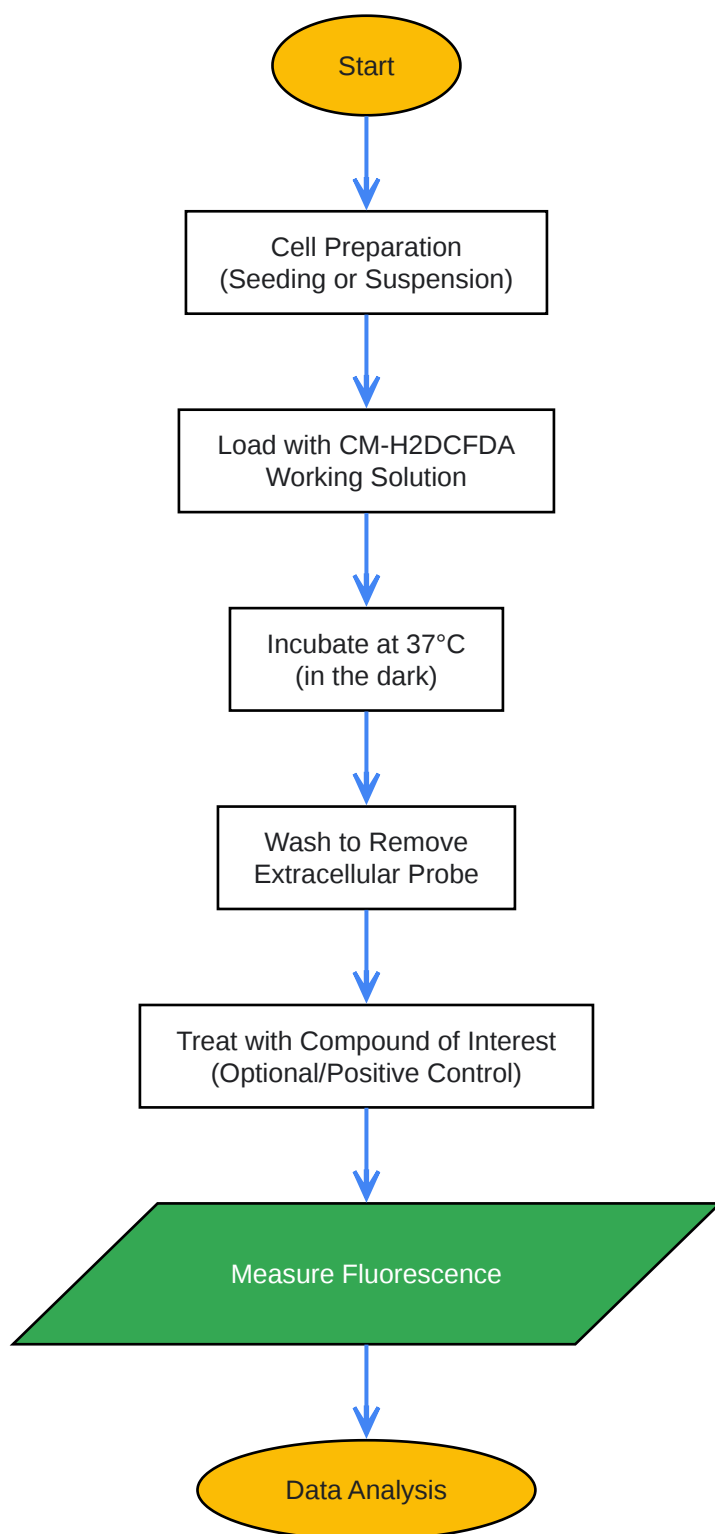 Start
Cell Preparation
(Seeding or Suspension)
Load with CM-H2DCFDA
Working Solution
Incubate at 37°C
(in the dark)
Wash to Remove
Extracellular Probe
Treat with Compound of Interest
(Optional/Positive Control)
Measure Fluorescence
Data Analysis